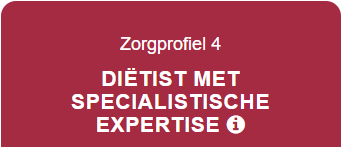 Zorgprofiel 4
DIËTIST MET
SPECIALISTISCHE
EXPERTISE